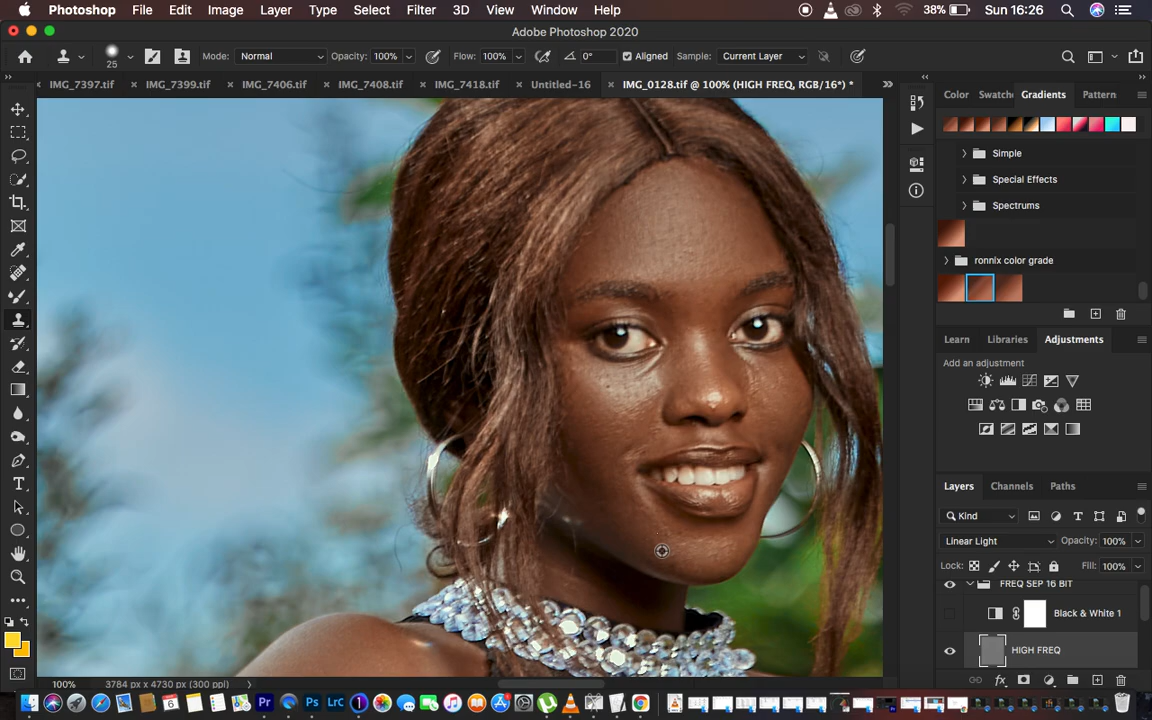 Photoshop File Edit Image Layer Type Select Filter 3D View Window Help 38% Sun 16:26
Adobe Photoshop 2020
25 Mode: Normal Opacity: 100% Flow: 100% 0° Aligned Sample: Current Layer
IMG_7397.tif IMG_7399.tif IMG_7406.tif IMG_7408.tif IMG_7418.tif Untitled-16 IMG_0128.tif @ 100% (HIGH FREQ, RGB/16*) *
Color Swatch Gradients Pattern
Simple
Special Effects
Spectrums
ronnix color grade
Learn Libraries Adjustments
Add an adjustment
Layers Channels Paths
Kind
Linear Light Opacity: 100%
Lock: Fill: 100%
FREQ SEP 16 BIT
Black & White 1
HIGH FREQ
100% 3784 px x 4730 px (300 ppi)
fx